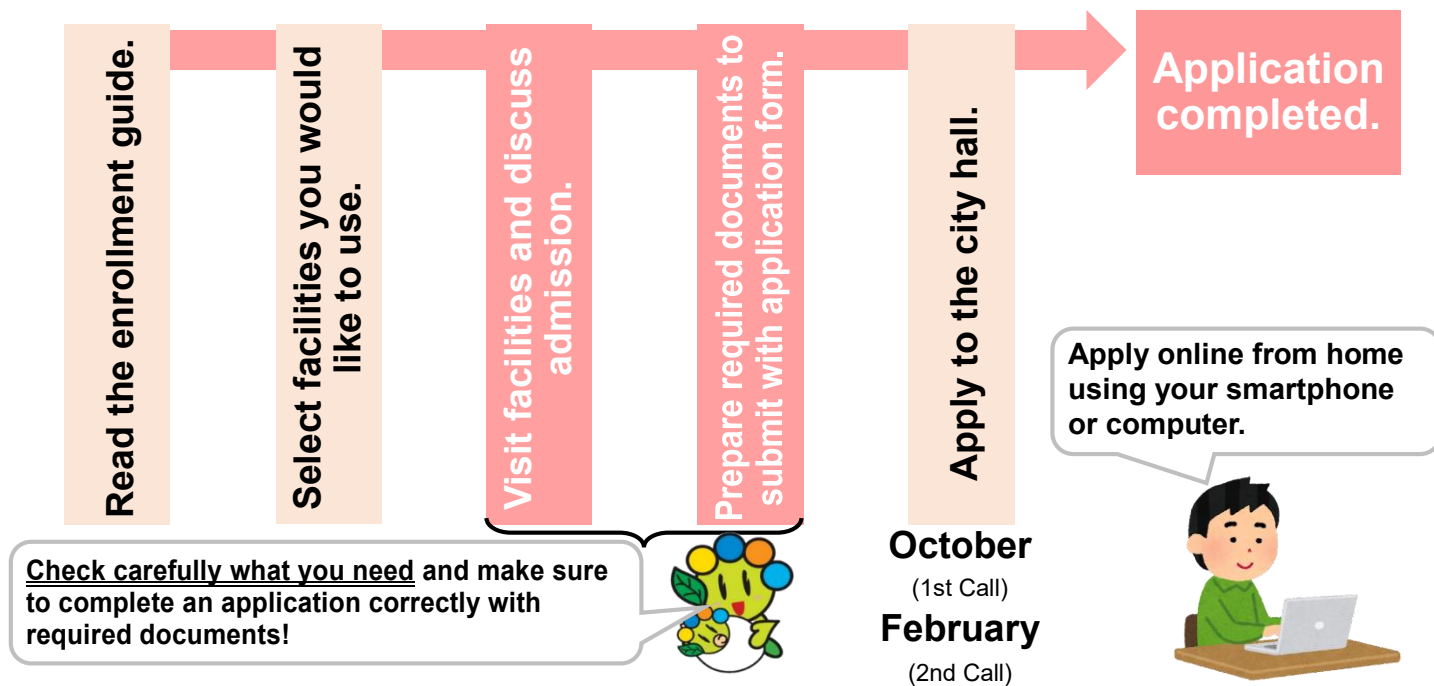 Read the enrollment guide.
Select facilities you would
like to use.
Visit facilities and discuss
admission.
Prepare required documents to
submit with application form.
Apply to the city hall.
Application
completed.
Apply online from home
using your smartphone
or computer.
Check carefully what you need and make sure
to complete an application correctly with
required documents!
October
(1st Call)
February
(2nd Call)